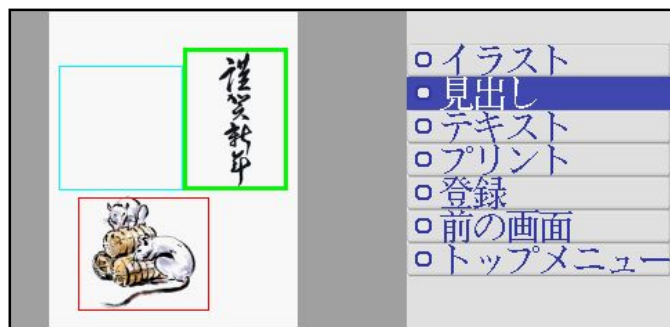 謹賀新年
イラスト
見出し
テキスト
プリント
登録
前の画面
トップメニュー